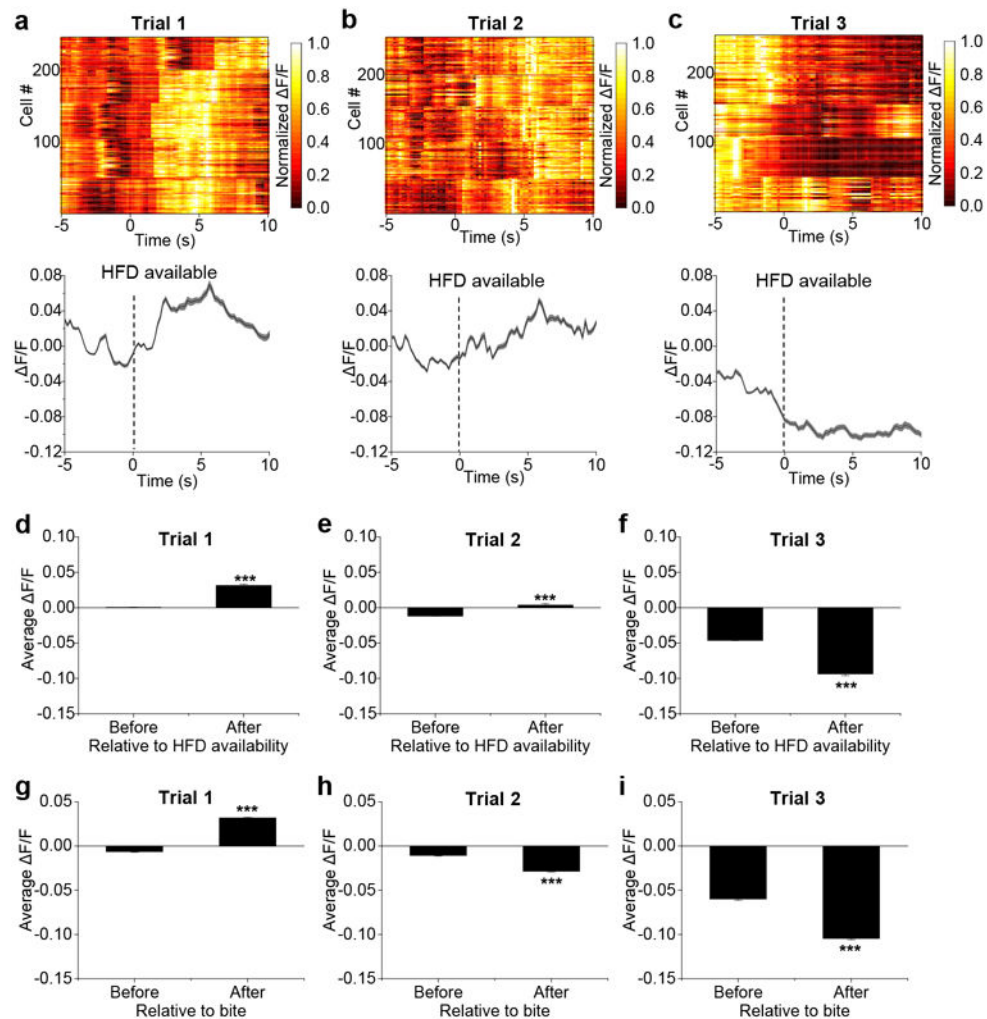 a
Trial 1
Cell #
200
100
-5
0
5
10
Time (s)
1.0
0.8
0.6
0.4
0.2
0.0
Normalized ΔF/F
b
Trial 2
Cell #
200
100
-5
0
5
10
Time (s)
1.0
0.8
0.6
0.4
0.2
0.0
Normalized ΔF/F
c
Trial 3
Cell #
200
100
-5
0
5
10
Time (s)
1.0
0.8
0.6
0.4
0.2
0.0
Normalized ΔF/F
HFD available
ΔF/F
0.08
0.04
0.00
-0.04
-0.08
-0.12
-5
0
5
10
Time (s)
HFD available
ΔF/F
0.08
0.04
0.00
-0.04
-0.08
-0.12
-5
0
5
10
Time (s)
HFD available
ΔF/F
0.08
0.04
0.00
0.04
-0.08
-0.12
-5
0
5
10
Time (s)
d
Trial 1
Average ΔF/F
0.10
0.05
0.00
-0.05
-0.10
-0.15
***
Before After
Relative to HFD availability
e
Trial 2
Average ΔF/F
0.10
0.05
0.00
-0.05
-0.10
-0.15
***
Before After
Relative to HFD availability
f
Trial 3
Average ΔF/F
0.10
0.05
0.00
-0.05
-0.10
-0.15
***
Before After
Relative to HFD availability
g
Trial 1
Average ΔF/F
0.05
0.00
-0.05
-0.10
-0.15
***
Before After
Relative to bite
h
Trial 2
Average ΔF/F
0.05
0.00
-0.05
-0.10
-0.15
***
Before After
Relative to bite
i
Trial 3
Average ΔF/F
0.05
0.00
-0.05
-0.10
-0.15
***
Before After
Relative to bite